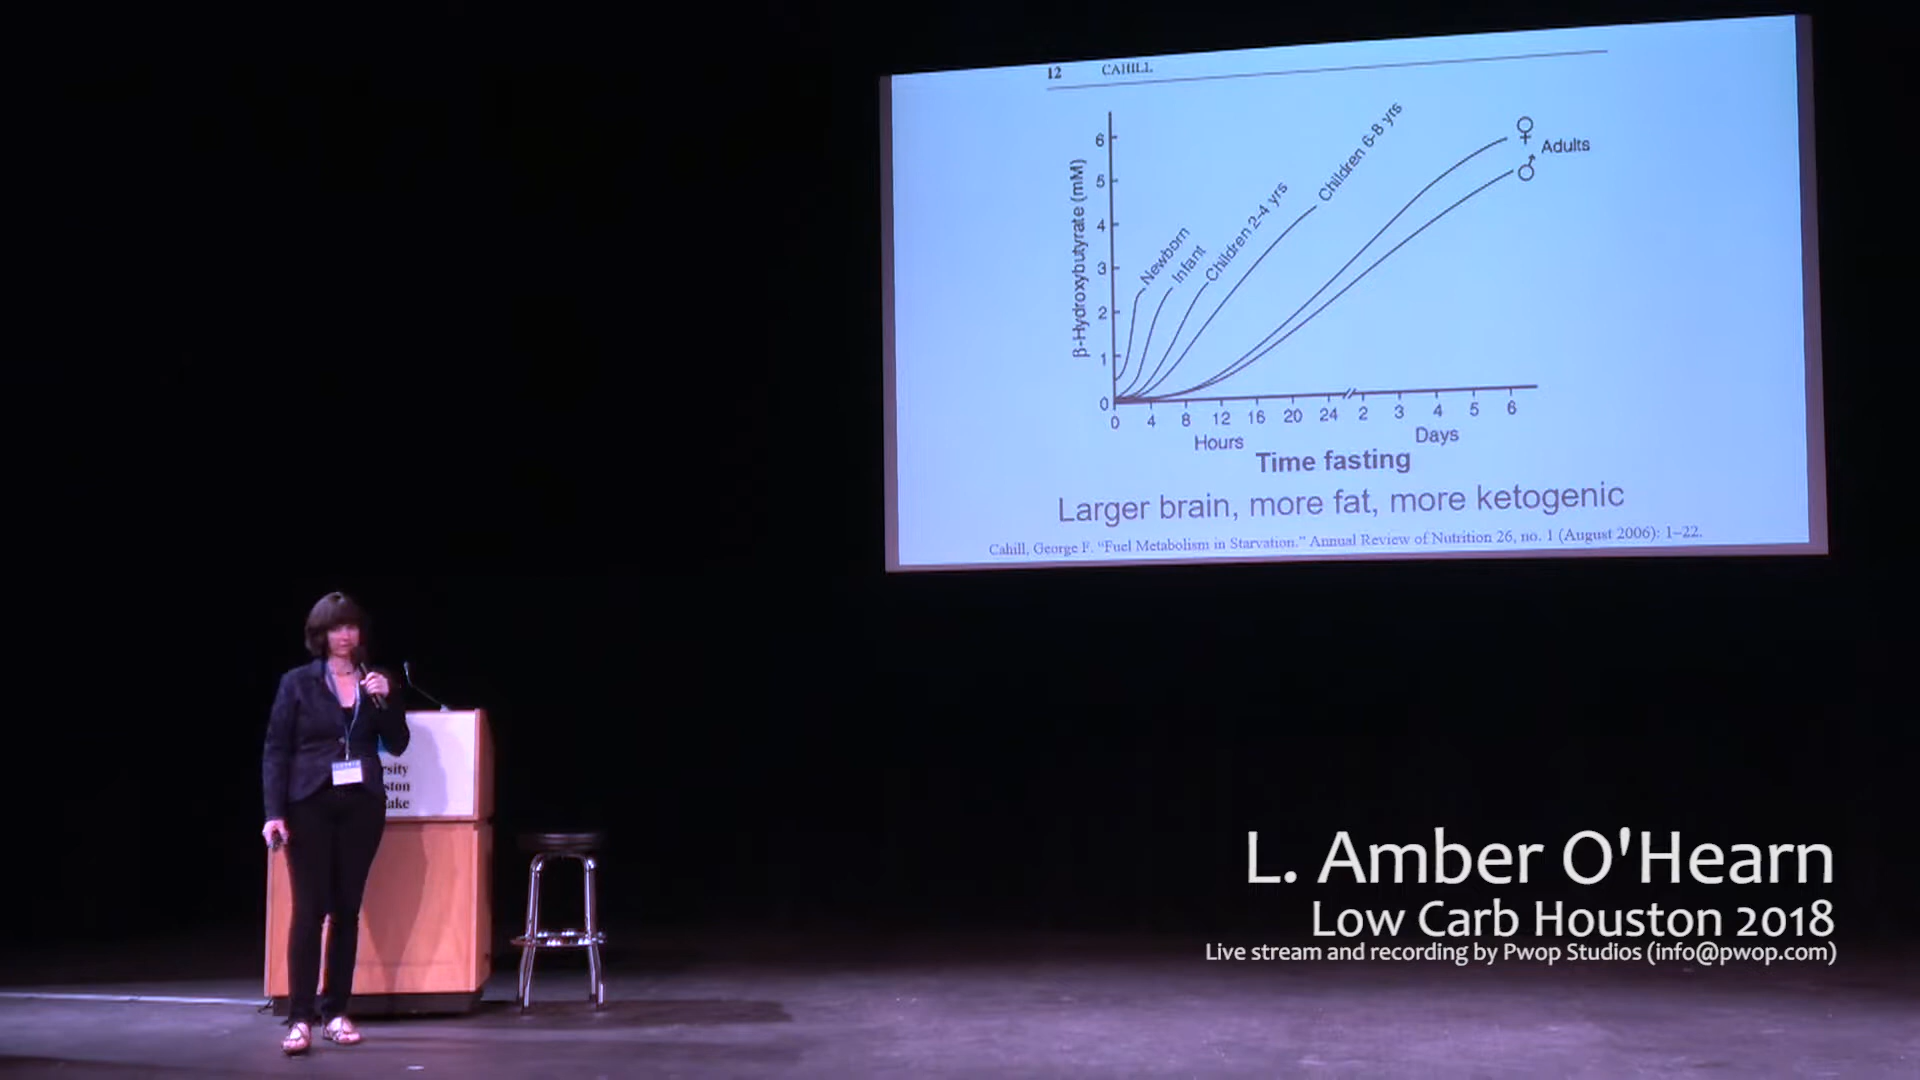 12 CAHILL
β-Hydroxybutyrate (mM)
6
5
4
3
2
1
0
Newborn
Infant
Children 2-4 yrs
Children 6-8 yrs
♀
♂
Adults
0 4 8 12 16 20 24 2 3 4 5 6
Hours Days
Time fasting
Larger brain, more fat, more ketogenic
Cahill, George F. “Fuel Metabolism in Starvation.” Annual Review of Nutrition 26, no. 1 (August 2006): 1–22.
rsity
ston
ake
L. Amber O'Hearn
Low Carb Houston 2018
Live stream and recording by Pwop Studios (info@pwop.com)